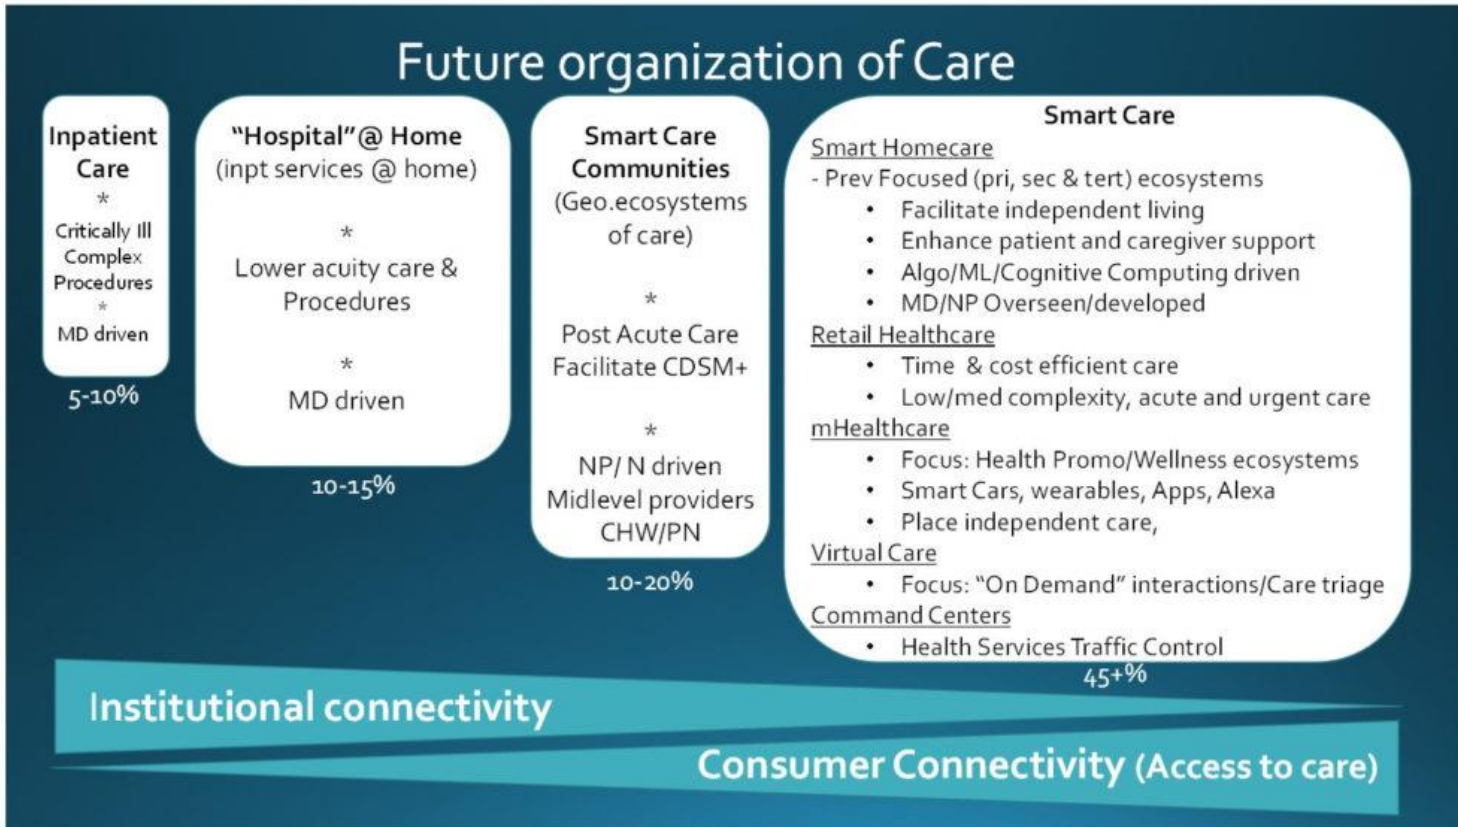 Future organization of Care
Inpatient
Care
*
Critically Ill
Complex
Procedures
*
MD driven
5-10%
"Hospital"@ Home
(inpt services @ home)
*
Lower acuity care &
Procedures
*
MD driven
10-15%
Smart Care
Communities
(Geo.ecosystems
of care)
*
Post Acute Care
Facilitate CDSM+
*
NP/ N driven
Midlevel providers
CHW/PN
10-20%
Smart Care
Smart Homecare
- Prev Focused (pri, sec & tert) ecosystems
• Facilitate independent living
• Enhance patient and caregiver support
• Algo/ML/Cognitive Computing driven
• MD/NP Overseen/developed
Retail Healthcare
• Time & cost efficient care
• Low/med complexity, acute and urgent care
mHealthcare
• Focus: Health Promo/Wellness ecosystems
• Smart Cars, wearables, Apps, Alexa
• Place independent care,
Virtual Care
• Focus: "On Demand" interactions/Care triage
Command Centers
• Health Services Traffic Control
45+%
Institutional connectivity
Consumer Connectivity (Access to care)